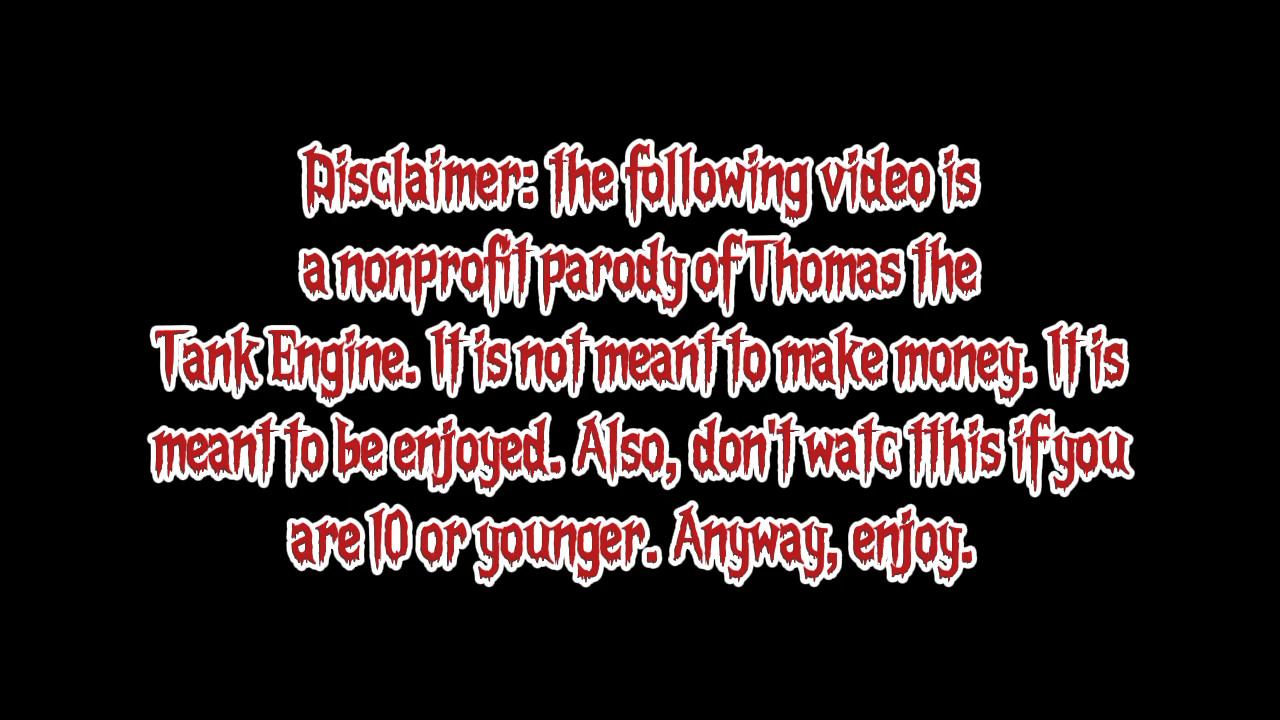 Disclaimer: the following video is
a nonprofit parody of Thomas the
Tank Engine. It is not meant to make money. It is
meant to be enjoyed. Also, don't watc tthis if you
are 10 or younger. Anyway, enjoy.